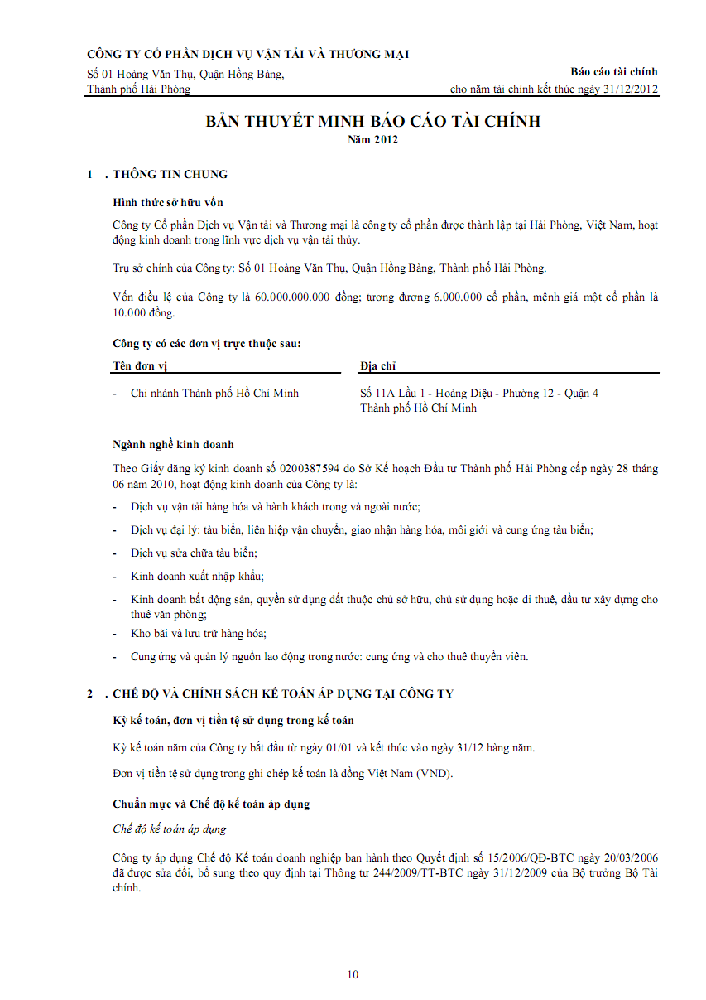 CÔNG TY CỔ PHẦN DỊCH VỤ VẬN TẢI VÀ THƯƠNG MẠI
Số 01 Hoàng Văn Thụ, Quận Hồng Bàng,
Báo cáo tài chính
Thành phố Hải Phòng
cho năm tài chính kết thúc ngày 31/12/2012
BẢN THUYẾT MINH BÁO CÁO TÀI CHÍNH
Năm 2012
1 . THÔNG TIN CHUNG
Hình thức sở hữu vốn
Công ty Cổ phần Dịch vụ Vận tải và Thương mại là công ty cổ phần được thành lập tại Hải Phòng, Việt Nam, hoạt
động kinh doanh trong lĩnh vực dịch vụ vận tải thủy.
Trụ sở chính của Công ty: Số 01 Hoàng Văn Thụ, Quận Hồng Bàng, Thành phố Hải Phòng.
Vốn điều lệ của Công ty là 60.000.000.000 đồng; tương đương 6.000.000 cổ phần, mệnh giá một cổ phần là
10.000 đồng.
Công ty có các đơn vị trực thuộc sau:
Tên đơn vị Địa chỉ
- Chi nhánh Thành phố Hồ Chí Minh Số 11A Lầu 1 - Hoàng Diệu - Phường 12 - Quận 4
Thành phố Hồ Chí Minh
Ngành nghề kinh doanh
Theo Giấy đăng ký kinh doanh số 0200387594 do Sở Kế hoạch Đầu tư Thành phố Hải Phòng cấp ngày 28 tháng
06 năm 2010, hoạt động kinh doanh của Công ty là:
- Dịch vụ vận tải hàng hóa và hành khách trong và ngoài nước;
- Dịch vụ đại lý: tàu biển, liên hiệp vận chuyển, giao nhận hàng hóa, môi giới và cung ứng tàu biển;
- Dịch vụ sửa chữa tàu biển;
- Kinh doanh xuất nhập khẩu;
- Kinh doanh bất động sản, quyền sử dụng đất thuộc chủ sở hữu, chủ sử dụng hoặc đi thuê, đầu tư xây dựng cho
thuê văn phòng;
- Kho bãi và lưu trữ hàng hóa;
- Cung ứng và quản lý nguồn lao động trong nước: cung ứng và cho thuê thuyền viên.
2 . CHẾ ĐỘ VÀ CHÍNH SÁCH KẾ TOÁN ÁP DỤNG TẠI CÔNG TY
Kỳ kế toán, đơn vị tiền tệ sử dụng trong kế toán
Kỳ kế toán năm của Công ty bắt đầu từ ngày 01/01 và kết thúc vào ngày 31/12 hàng năm.
Đơn vị tiền tệ sử dụng trong ghi chép kế toán là đồng Việt Nam (VND).
Chuẩn mực và Chế độ kế toán áp dụng
Chế độ kế toán áp dụng
Công ty áp dụng Chế độ Kế toán doanh nghiệp ban hành theo Quyết định số 15/2006/QĐ-BTC ngày 20/03/2006
đã được sửa đổi, bổ sung theo quy định tại Thông tư 244/2009/TT-BTC ngày 31/12/2009 của Bộ trưởng Bộ Tài
chính.
10